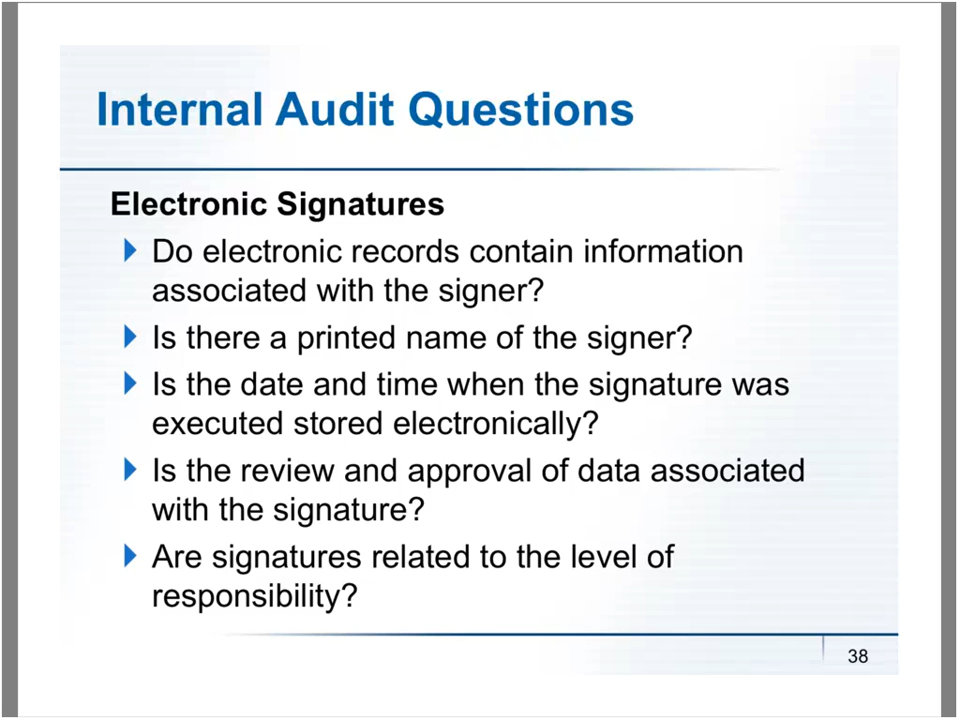 Internal Audit Questions
Electronic Signatures
Do electronic records contain information
associated with the signer?
Is there a printed name of the signer?
Is the date and time when the signature was
executed stored electronically?
Is the review and approval of data associated
with the signature?
Are signatures related to the level of
responsibility?
38